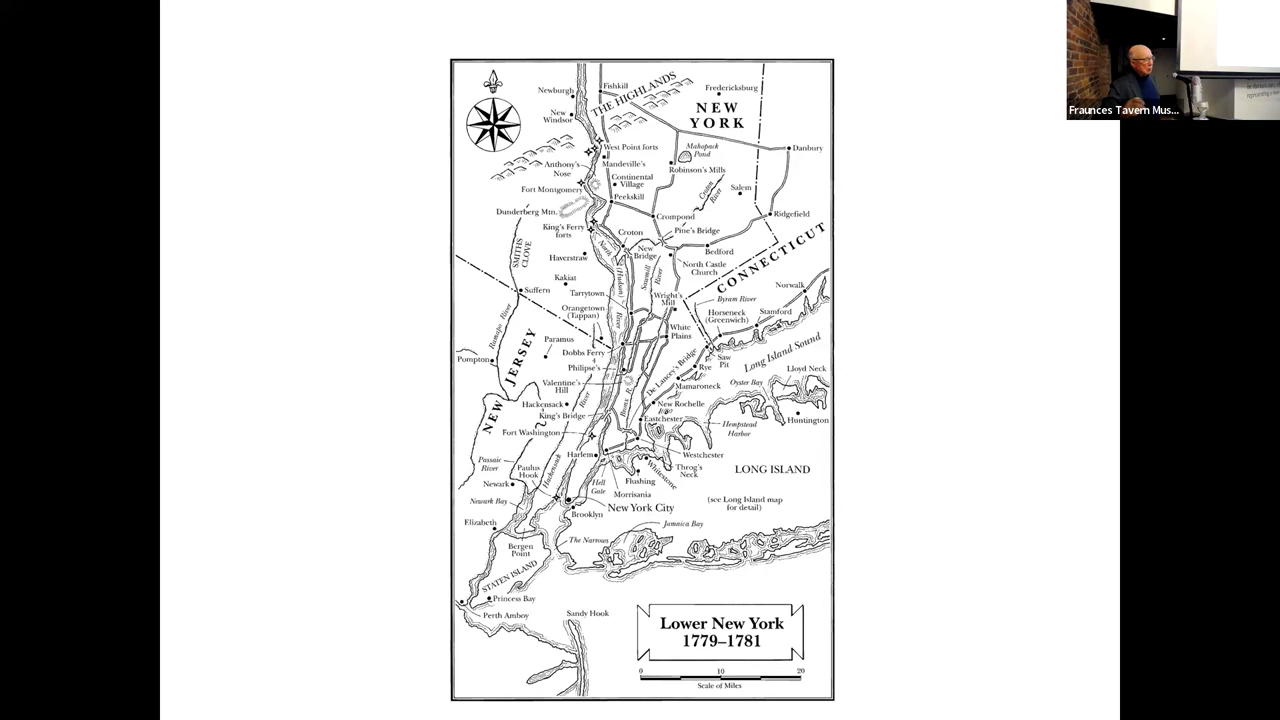 Fraunces Tavern Mus...
Newburgh
Fishkill
THE HIGHLANDS
Fredericksburg
NEW
YORK
New
Windsor
West Point forts
Mahopack
Pond
Danbury
Anthony's
Nose
Mandeville's
Robinson's Mills
Continental
Village
Fort Montgomery
Croton
River
Salem
Peekskill
Dunderberg Mtn.
Crompond
Ridgefield
King's Ferry
forts
Croton
Pine's Bridge
CONNECTICUT
SMITHS
CLOVE
North
(Hudson)
River
New
Bridge
Bedford
Haverstraw
North Castle
Church
Kakiat
Sawmill
River
Suffern
Tarrytown
Wright's
Mill
Byram River
Norwalk
Orangetown
(Tappan)
Horseneck
(Greenwich)
Stamford
Ramapo River
White
Plains
Paramus
Long Island Sound
Dobbs Ferry
Pompton
NEW JERSEY
Philipse's
De Lancey's Bridge
Saw
Pit
Rye
Lloyd Neck
Valentine's
Hill
Bronx R.
Mamaroneck
Oyster Bay
Hackensack
River
New Rochelle
King's Bridge
Eastchester
Huntington
Hempstead
Harbor
Fort Washington
Harlem
Westchester
Passaic
River
Paulus
Hook
Hackensack
Whitestone
Throg's
Neck
LONG ISLAND
Newark
Hell
Gate
Flushing
Morrisania
Newark Bay
New York City
(see Long Island map
for detail)
Brooklyn
Elizabeth
Jamaica Bay
The Narrows
Bergen
Point
STATEN ISLAND
Princess Bay
Perth Amboy
Sandy Hook
Lower New York
1779–1781
0 10 20
Scale of Miles